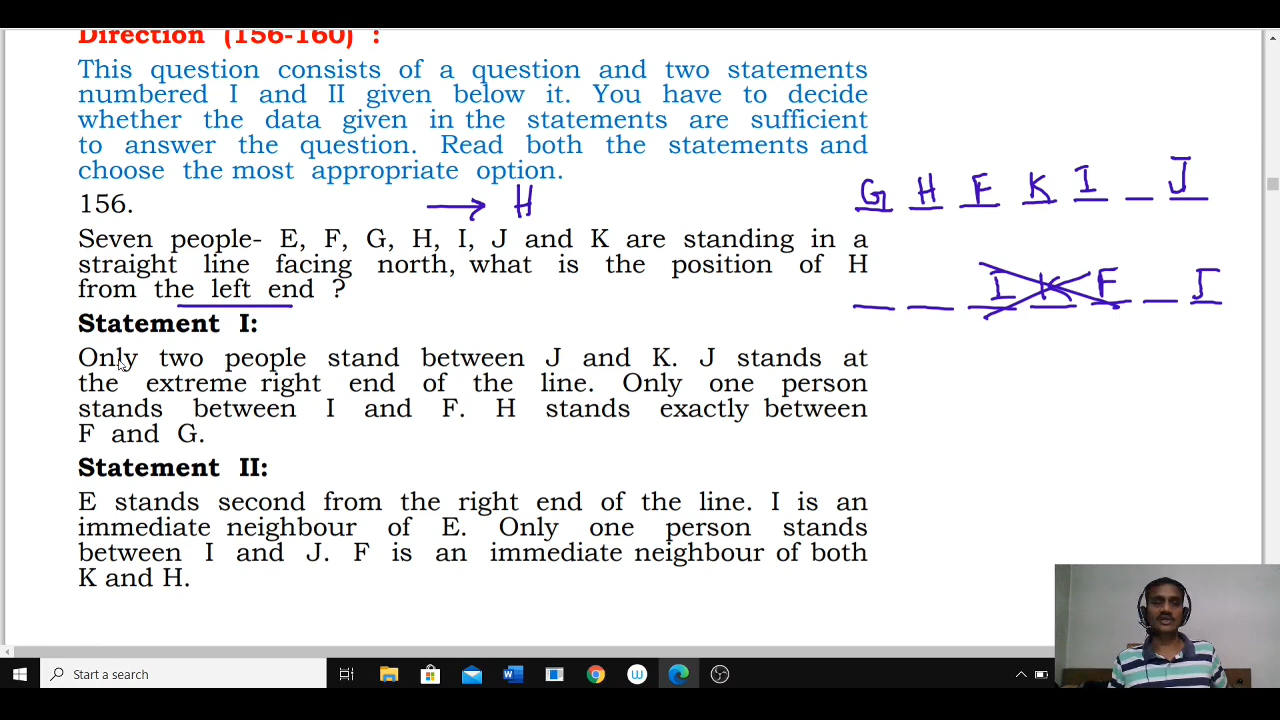 Direction (156-160) :
This question consists of a question and two statements
numbered I and II given below it. You have to decide
whether the data given in the statements are sufficient
to answer the question. Read both the statements and
choose the most appropriate option.
156.
→ H
Seven people- E, F, G, H, I, J and K are standing in a
straight line facing north, what is the position of H
from the left end ?
Statement I:
Only two people stand between J and K. J stands at
the extreme right end of the line. Only one person
stands between I and F. H stands exactly between
F and G.
Statement II:
E stands second from the right end of the line. I is an
immediate neighbour of E. Only one person stands
between I and J. F is an immediate neighbour of both
K and H.
G H F K I _ J
_ _ I K F _ J
Start a search